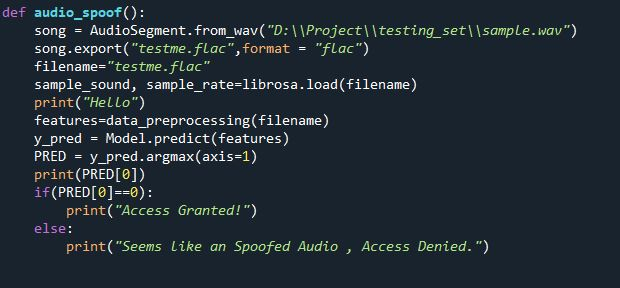 def audio_spoof():
    song = AudioSegment.from_wav("D:\\Project\\testing_set\\sample.wav")
    song.export("testme.flac",format = "flac")
    filename="testme.flac"
    sample_sound, sample_rate=librosa.load(filename)
    print("Hello")
    features=data_preprocessing(filename)
    y_pred = Model.predict(features)
    PRED = y_pred.argmax(axis=1)
    print(PRED[0])
    if(PRED[0]==0):
        print("Access Granted!")
    else:
        print("Seems like an Spoofed Audio , Access Denied.")